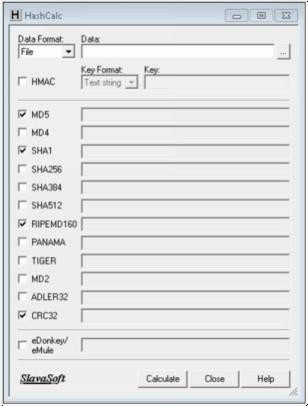 H HashCalc
Data Format: Data:
File ...
HMAC Key Format: Key:
Text string
MD5
MD4
SHA1
SHA256
SHA384
SHA512
RIPEMD160
PANAMA
TIGER
MD2
ADLER32
CRC32
eDonkey/
eMule
SlavaSoft Calculate Close Help